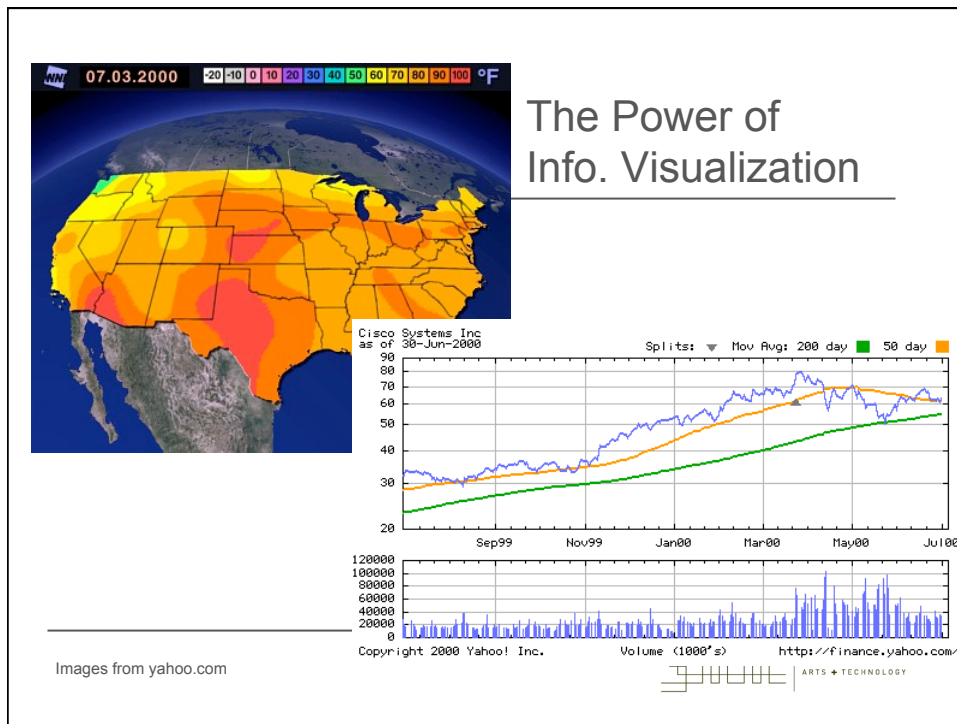 WNI 07.03.2000 -20 -10 0 10 20 30 40 50 60 70 80 90 100 °F
The Power of
Info. Visualization
Cisco Systems Inc
as of 30-Jun-2000
Splits: Mov Avg: 200 day 50 day
90
80
70
60
50
40
30
20
Sep99 Nov99 Jan00 Mar00 May00 Jul00
120000
100000
80000
60000
40000
20000
0
Copyright 2000 Yahoo! Inc. Volume (1000's) http://finance.yahoo.com/
Images from yahoo.com
ARTS + TECHNOLOGY